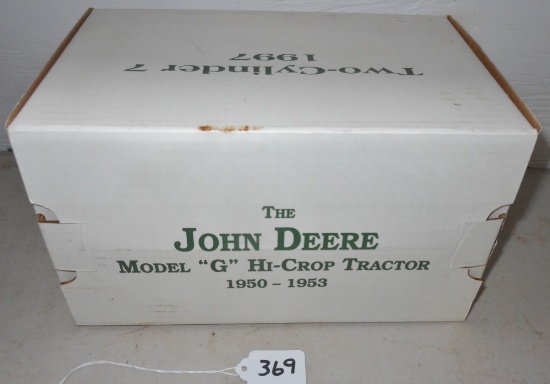 Two-Cylinder 7
1997
THE
JOHN DEERE
MODEL "G" HI-CROP TRACTOR
1950 - 1953
369